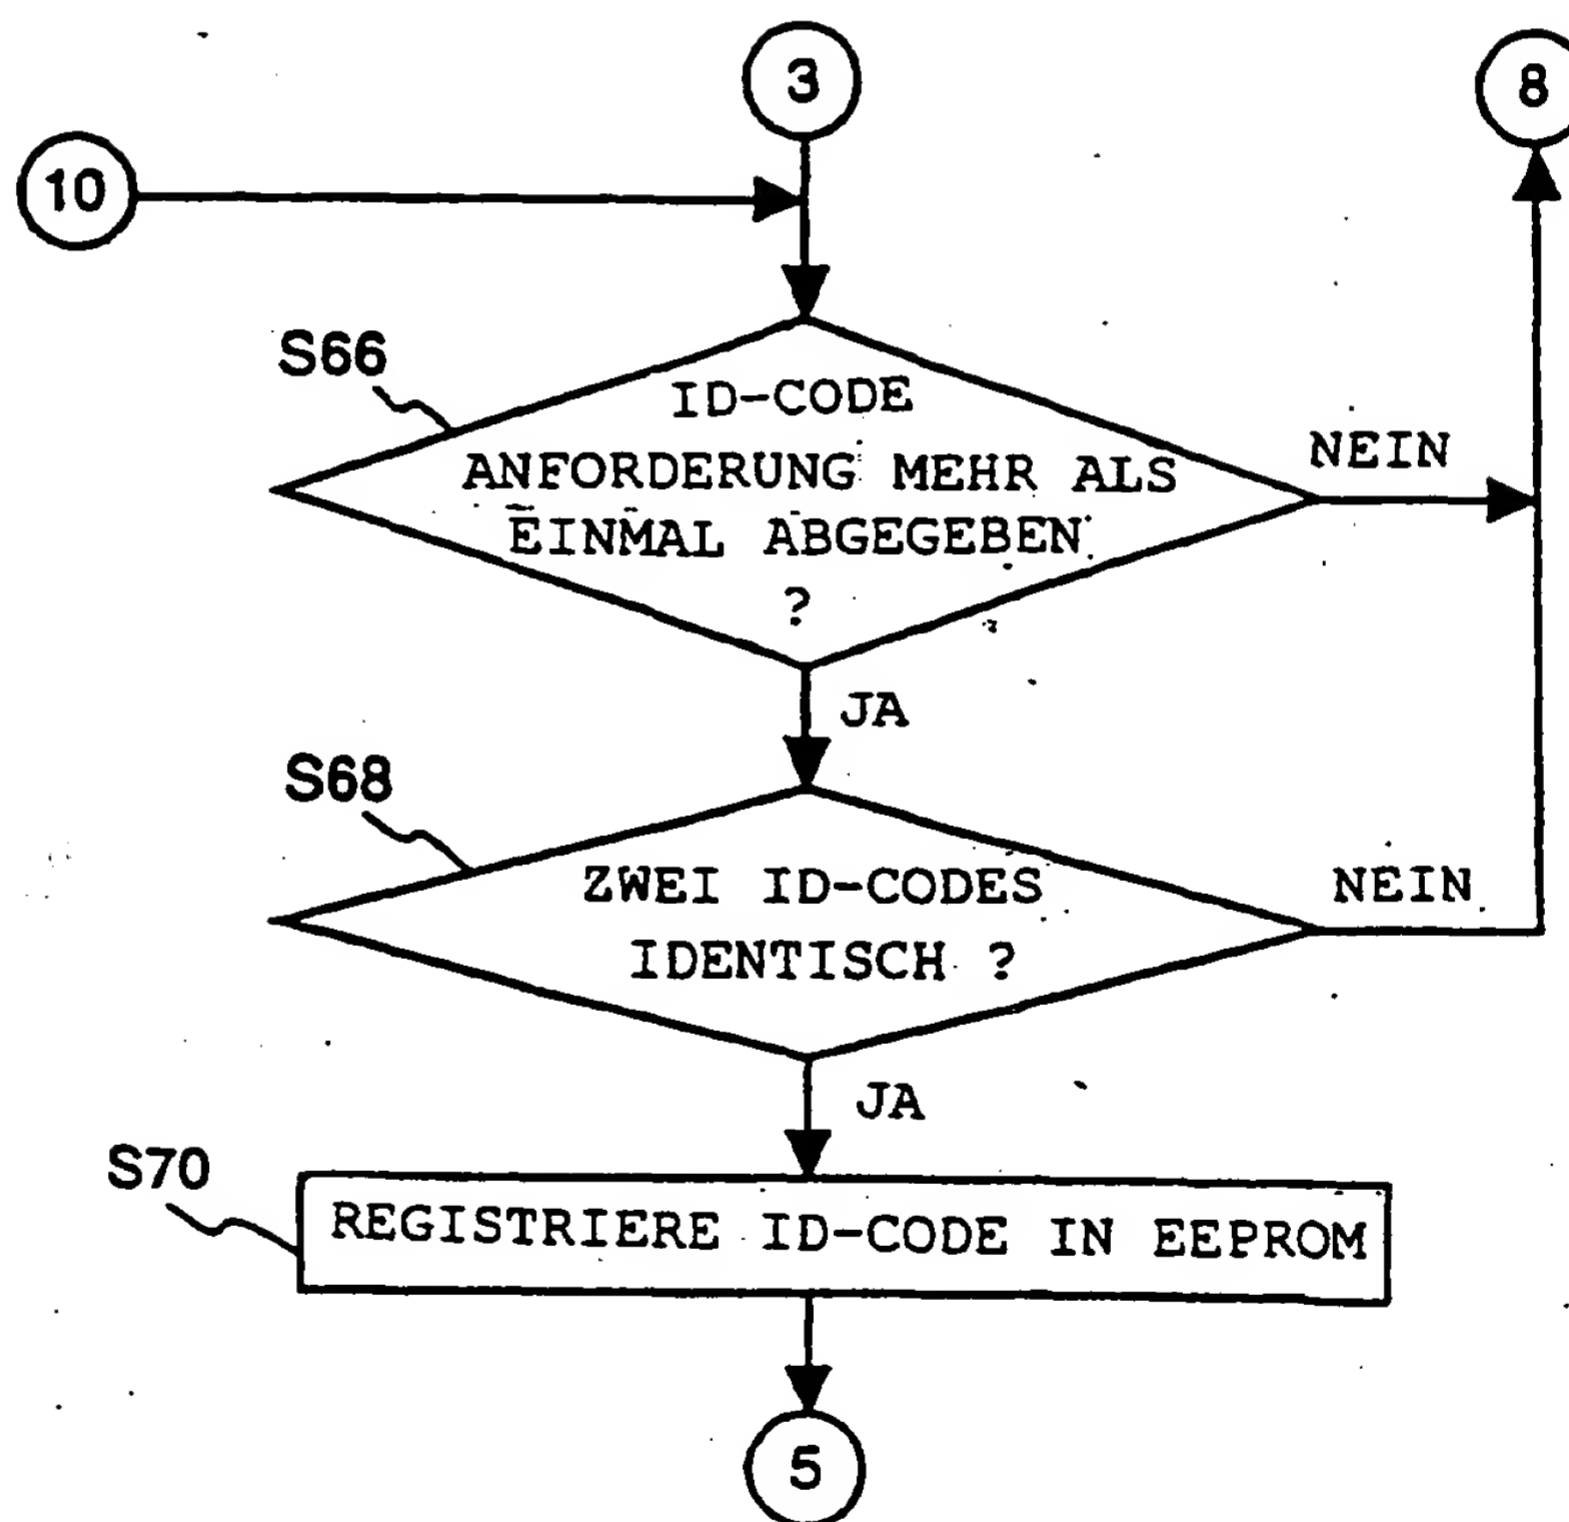 3
8
10
S66
ID-CODE
ANFORDERUNG MEHR ALS
EINMAL ABGEGEBEN
?
NEIN
JA
S68
ZWEI ID-CODES
IDENTISCH ?
NEIN
JA
S70
REGISTRIERE ID-CODE IN EEPROM
5